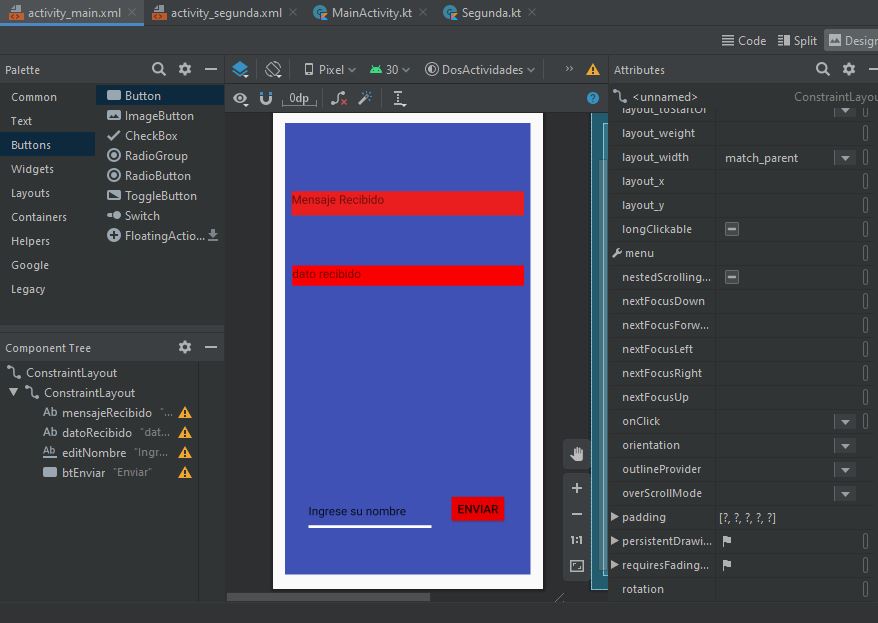 activity_main.xml
activity_segunda.xml
MainActivity.kt
Segunda.kt
Code
Split
Design
Palette
Pixel
30
DosActividades
Attributes
0dp
<unnamed>
ConstraintLayou
Common
Text
Buttons
Widgets
Layouts
Containers
Helpers
Google
Legacy
Button
ImageButton
CheckBox
RadioGroup
RadioButton
ToggleButton
Switch
FloatingActio...
Component Tree
ConstraintLayout
ConstraintLayout
Ab mensajeRecibido "...
Ab datoRecibido "dat...
Ab editNombre "Ingr...
btEnviar "Enviar"
Mensaje Recibido
dato recibido
Ingrese su nombre
ENVIAR
1:1
layout_toStartOf
layout_weight
layout_width match_parent
layout_x
layout_y
longClickable
menu
nestedScrolling...
nextFocusDown
nextFocusForw...
nextFocusLeft
nextFocusRight
nextFocusUp
onClick
orientation
outlineProvider
overScrollMode
padding [?, ?, ?, ?, ?]
persistentDrawi...
requiresFading...
rotation